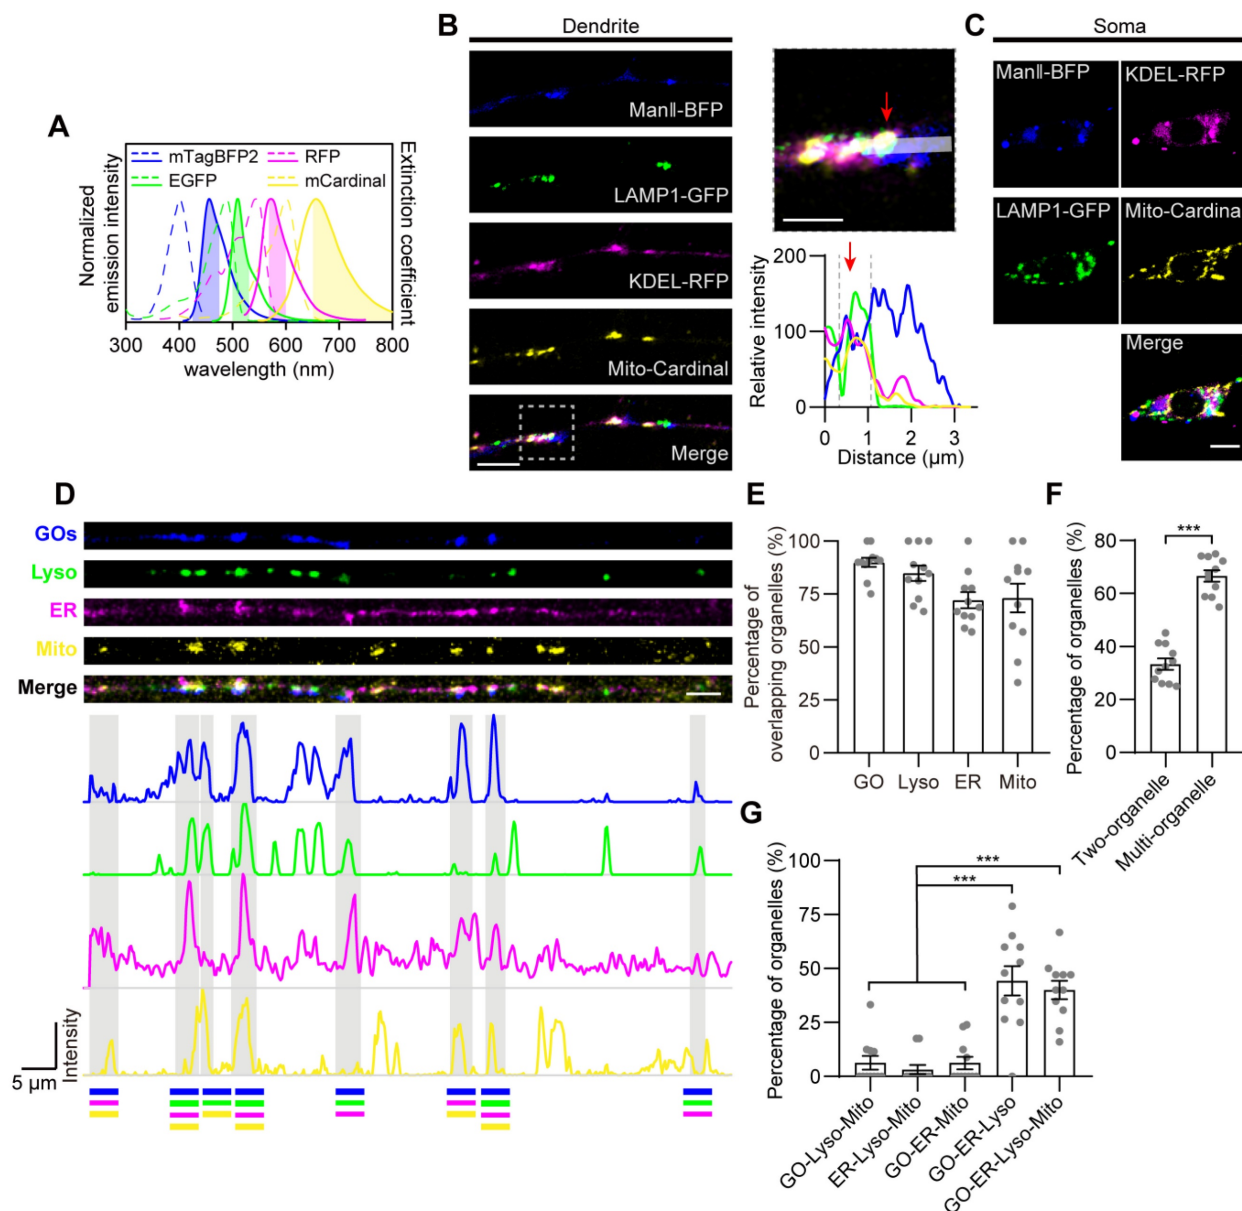 A
Normalized
emission intensity
Extinction coefficient
mTagBFP2
RFP
EGFP
mCardinal
300 400 500 600 700 800
wavelength (nm)
B
Dendrite
ManII-BFP
LAMP1-GFP
KDEL-RFP
Mito-Cardinal
Merge
Relative intensity
200
100
0
0 1 2 3
Distance (µm)
C
Soma
ManII-BFP
KDEL-RFP
LAMP1-GFP
Mito-Cardinal
Merge
D
GOs
Lyso
ER
Mito
Merge
Intensity
5 µm
E
Percentage of
overlapping organelles (%)
100
75
50
25
0
GO Lyso ER Mito
F
Percentage of organelles (%)
80
60
40
20
0
***
Two-organelle
Multi-organelle
G
Percentage of organelles (%)
100
75
50
25
0
***
***
GO-Lyso-Mito
ER-Lyso-Mito
GO-ER-Mito
GO-ER-Lyso
GO-ER-Lyso-Mito